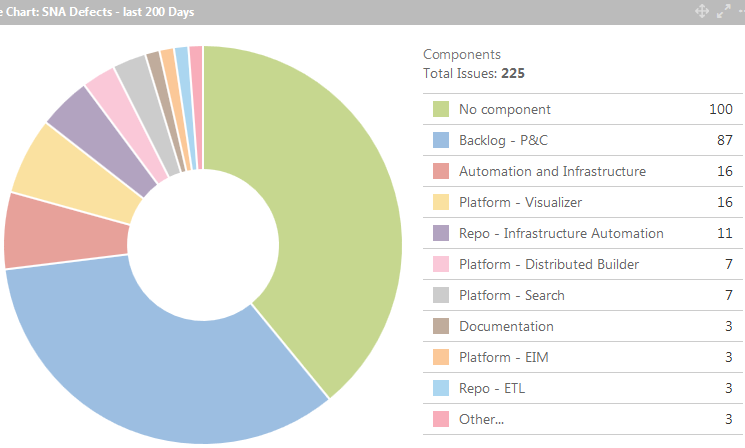 e Chart: SNA Defects - last 200 Days
Components
Total Issues: 225
No component 100
Backlog - P&C 87
Automation and Infrastructure 16
Platform - Visualizer 16
Repo - Infrastructure Automation 11
Platform - Distributed Builder 7
Platform - Search 7
Documentation 3
Platform - EIM 3
Repo - ETL 3
Other... 3